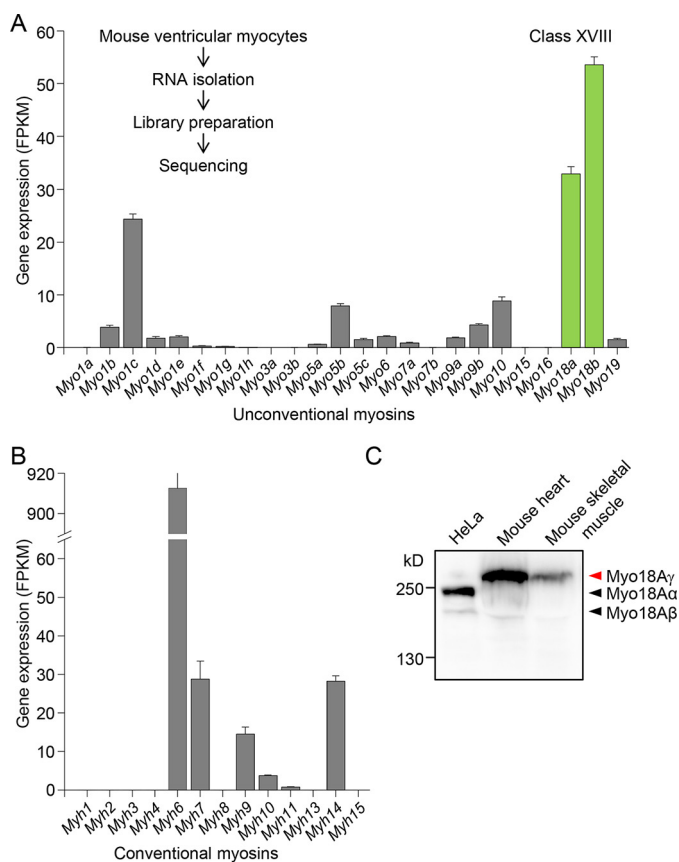 A
60
50
40
30
20
10
0
Gene expression (FPKM)
Mouse ventricular myocytes
RNA isolation
Library preparation
Sequencing
Class XVIII
Myo1a
Myo1b
Myo1c
Myo1d
Myo1e
Myo1f
Myo1g
Myo1h
Myo3a
Myo3b
Myo5a
Myo5b
Myo5c
Myo6
Myo7a
Myo7b
Myo9a
Myo9b
Myo10
Myo15
Myo16
Myo18a
Myo18b
Myo19
Unconventional myosins
B
920
900
60
50
40
30
20
10
0
Gene expression (FPKM)
Myh1
Myh2
Myh3
Myh4
Myh6
Myh7
Myh8
Myh9
Myh10
Myh11
Myh13
Myh14
Myh15
Conventional myosins
C
HeLa
Mouse heart
Mouse skeletal
muscle
kD
250
130
Myo18Aγ
Myo18Aα
Myo18Aβ